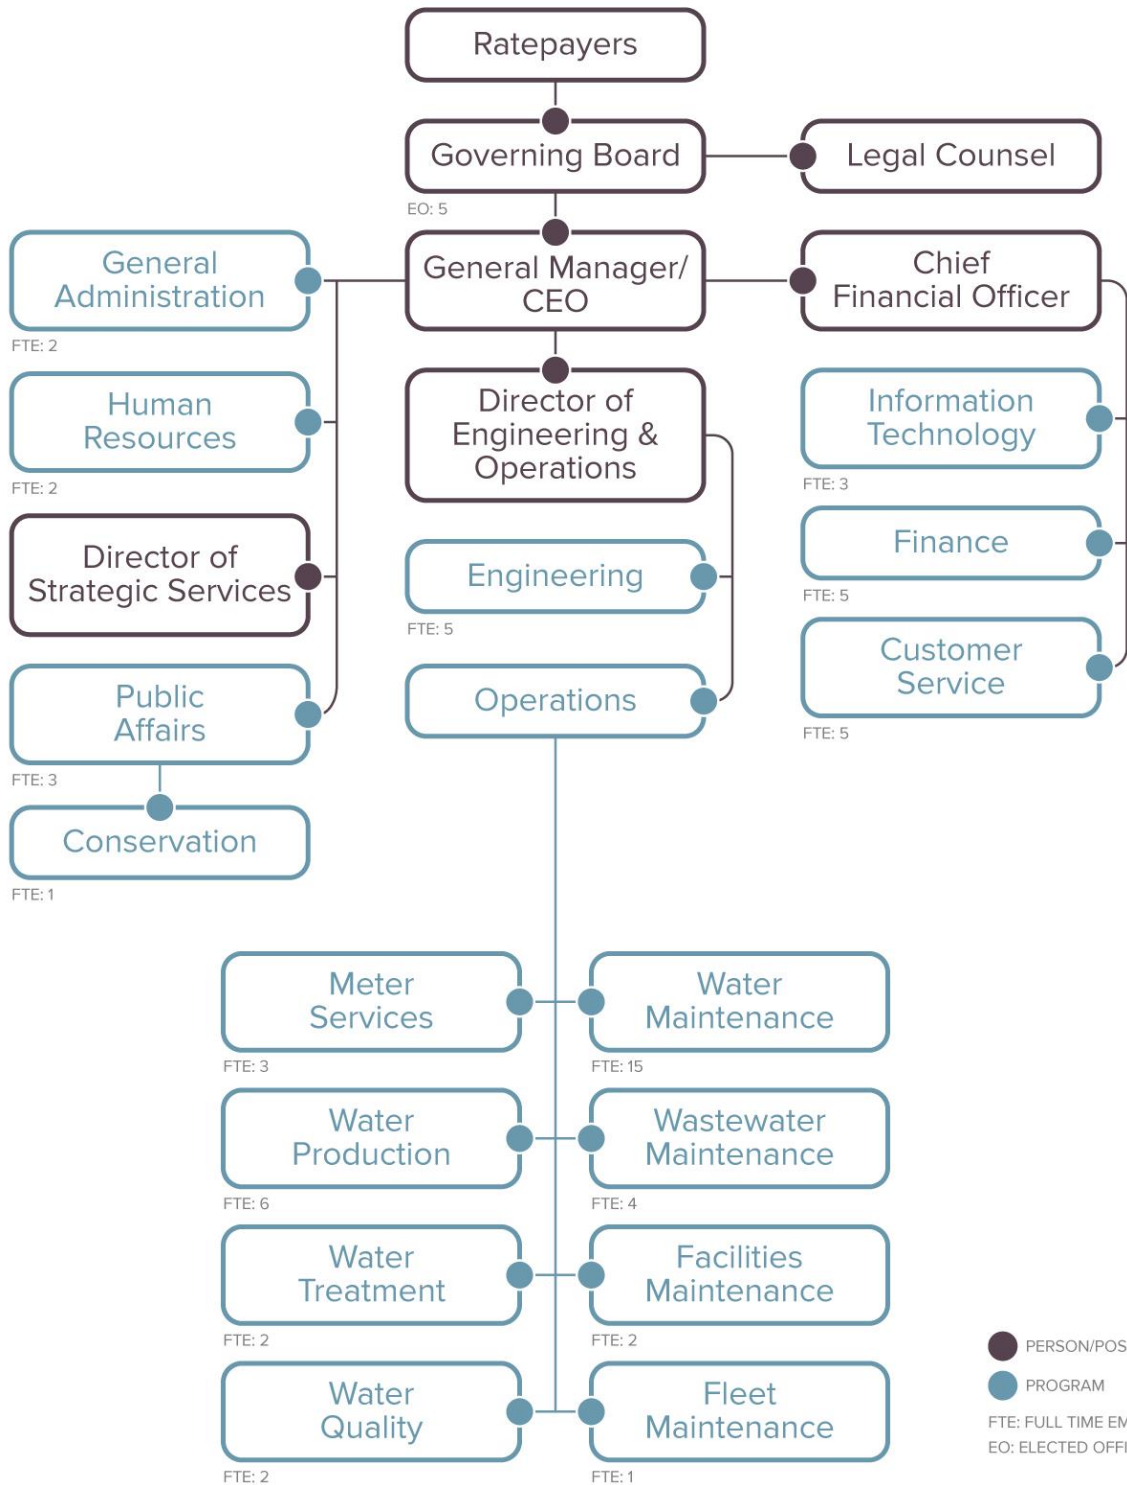 Ratepayers
Governing Board
EO: 5
Legal Counsel
General
Administration
FTE: 2
General Manager/
CEO
Chief
Financial Officer
Human
Resources
FTE: 2
Director of
Engineering &
Operations
Information
Technology
FTE: 3
Director of
Strategic Services
Engineering
FTE: 5
Finance
FTE: 5
Public
Affairs
FTE: 3
Operations
Customer
Service
FTE: 5
Conservation
FTE: 1
Meter
Services
FTE: 3
Water
Maintenance
FTE: 15
Water
Production
FTE: 6
Wastewater
Maintenance
FTE: 4
Water
Treatment
FTE: 2
Facilities
Maintenance
FTE: 2
Water
Quality
FTE: 2
Fleet
Maintenance
FTE: 1
PERSON/POS
PROGRAM
FTE: FULL TIME EM
EO: ELECTED OFFI